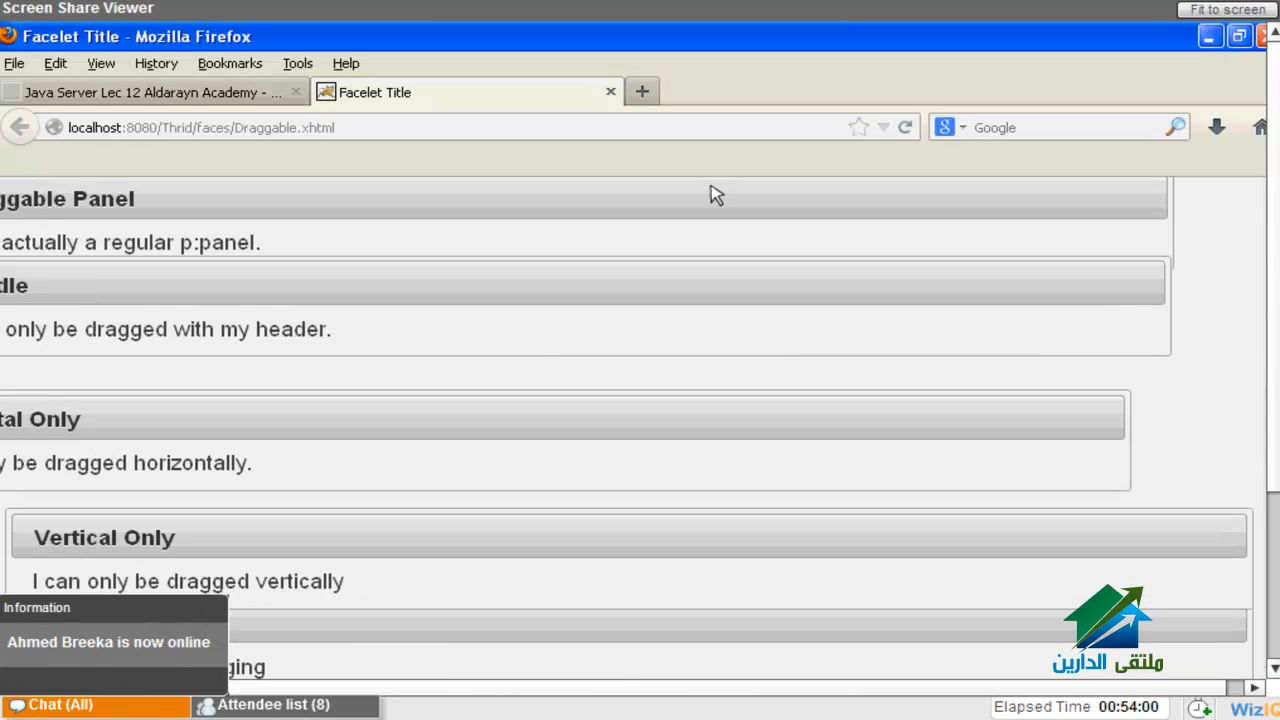 Screen Share Viewer
Fit to screen
Facelet Title - Mozilla Firefox
File Edit View History Bookmarks Tools Help
Java Server Lec 12 Aldarayn Academy - ...
Facelet Title
localhost:8080/Thrid/faces/Draggable.xhtml
Google
ggable Panel
actually a regular p:panel.
dle
only be dragged with my header.
tal Only
y be dragged horizontally.
Vertical Only
I can only be dragged vertically
Information
Ahmed Breeka is now online
ging
ملتقى الدارين
Chat (All)
Attendee list (8)
Elapsed Time 00:54:00
WizIQ